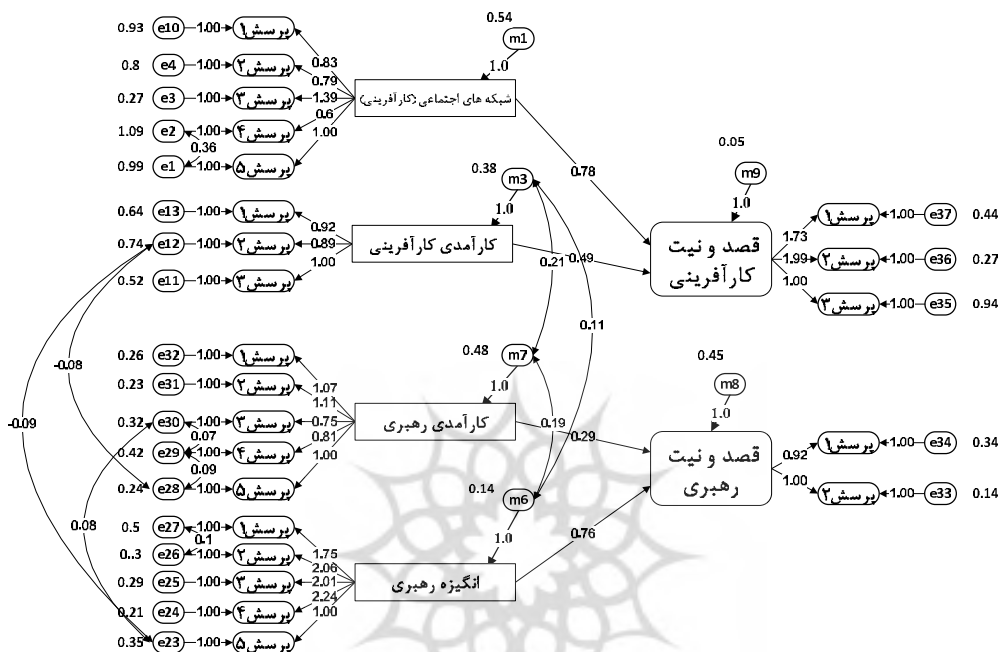 0.54
m1
1.0
0.93 e10 1.00 پرسش۱
0.8 e4 1.00 پرسش۲
0.27 e3 1.00 پرسش۳
1.09 e2 1.00 پرسش۴
0.36
0.99 e1 1.00 پرسش۵
0.83
0.79
1.39
0.6
1.00
شبکه های اجتماعی (کارآفرینی)
0.78
0.38 m3
1.0
0.64 e13 1.00 پرسش۱
0.74 e12 1.00 پرسش۲
0.52 e11 1.00 پرسش۳
0.92
0.89
1.00
کارآمدی کارآفرینی
0.49
0.21
0.11
0.05
m9
1.0
قصد و نیت
کارآفرینی
1.73
1.99
1.00
پرسش۱ 1.00 e37 0.44
پرسش۲ 1.00 e36 0.27
پرسش۳ 1.00 e35 0.94
-0.08
-0.09
0.08
0.48 m7
1.0
0.26 e32 1.00 پرسش۱
0.23 e31 1.00 پرسش۲
0.32 e30 1.00 پرسش۳
0.07
0.42 e29 1.00 پرسش۴
0.09
0.24 e28 1.00 پرسش۵
1.07
1.11
0.75
0.81
1.00
کارآمدی رهبری
0.19
0.29
0.45
m8
1.0
قصد و نیت
رهبری
0.92
1.00
پرسش۱ 1.00 e34 0.34
پرسش۲ 1.00 e33 0.14
0.14 m6
1.0
0.5 e27 1.00 پرسش۱
0.1
0..3 e26 1.00 پرسش۲
0.29 e25 1.00 پرسش۳
0.21 e24 1.00 پرسش۴
0.35 e23 1.00 پرسش۵
1.75
2.06
2.01
2.24
1.00
انگیزه رهبری
0.76